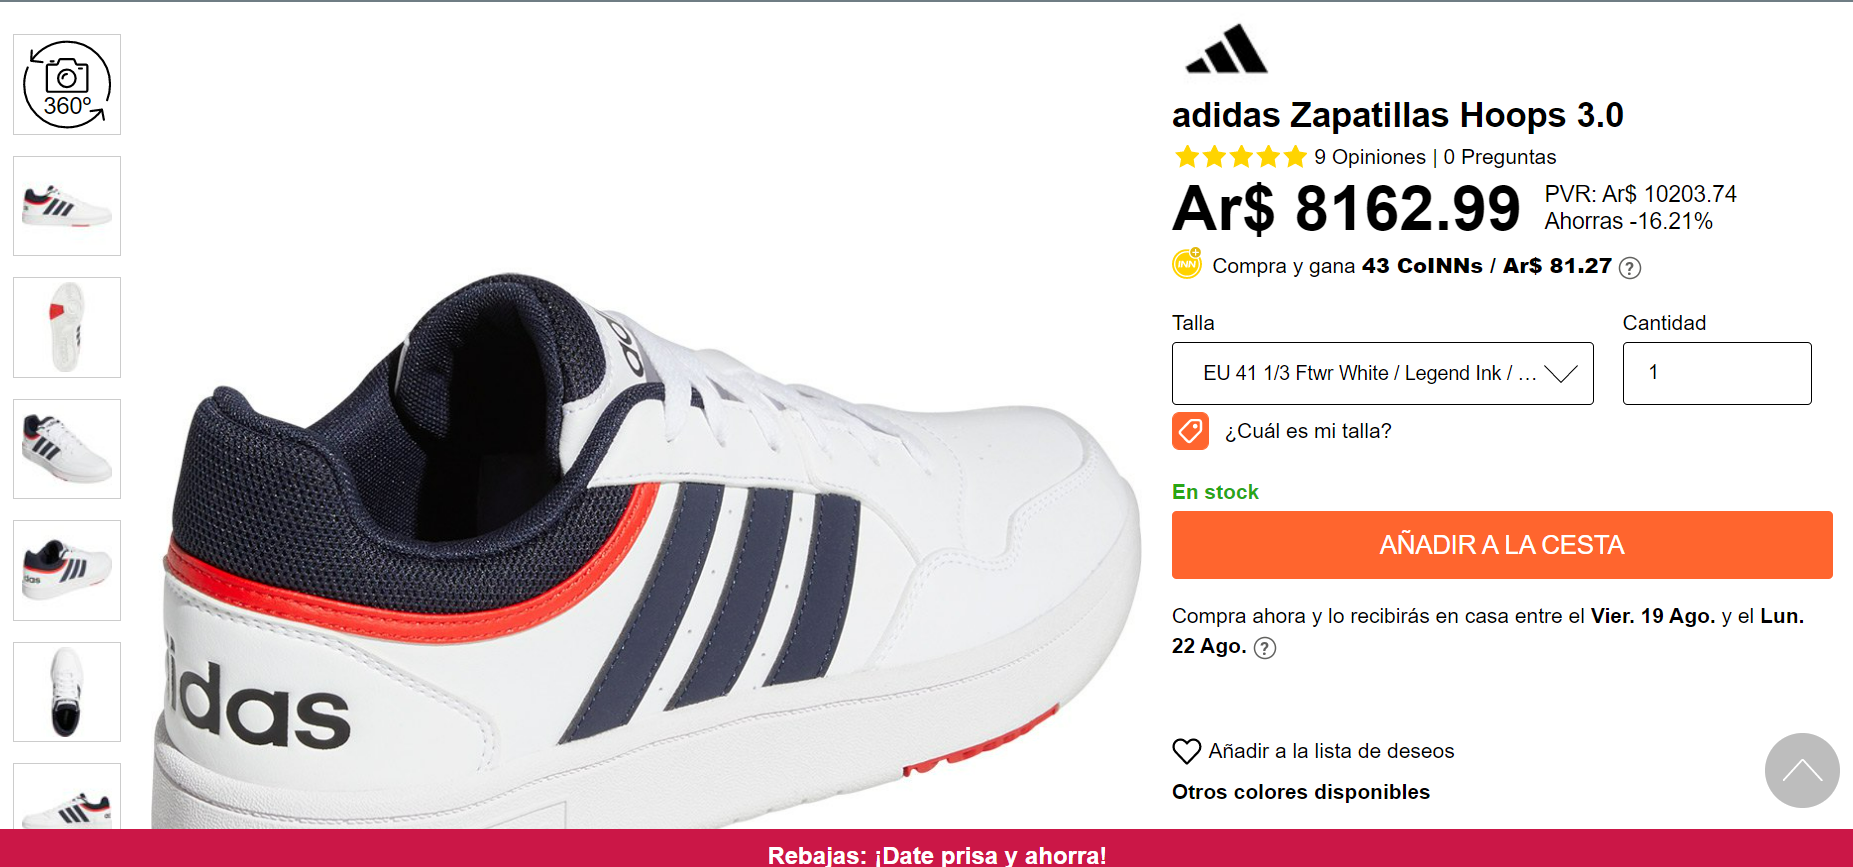 360º
adidas Zapatillas Hoops 3.0
9 Opiniones | 0 Preguntas
Ar$ 8162.99
PVR: Ar$ 10203.74
Ahorras -16.21%
INN
Compra y gana 43 CoINNs / Ar$ 81.27 ?
Talla
Cantidad
EU 41 1/3 Ftwr White / Legend Ink / ...
1
¿Cuál es mi talla?
En stock
AÑADIR A LA CESTA
Compra ahora y lo recibirás en casa entre el Vier. 19 Ago. y el Lun.
22 Ago. ?
Añadir a la lista de deseos
Otros colores disponibles
adidas
Rebajas: ¡Date prisa y ahorra!